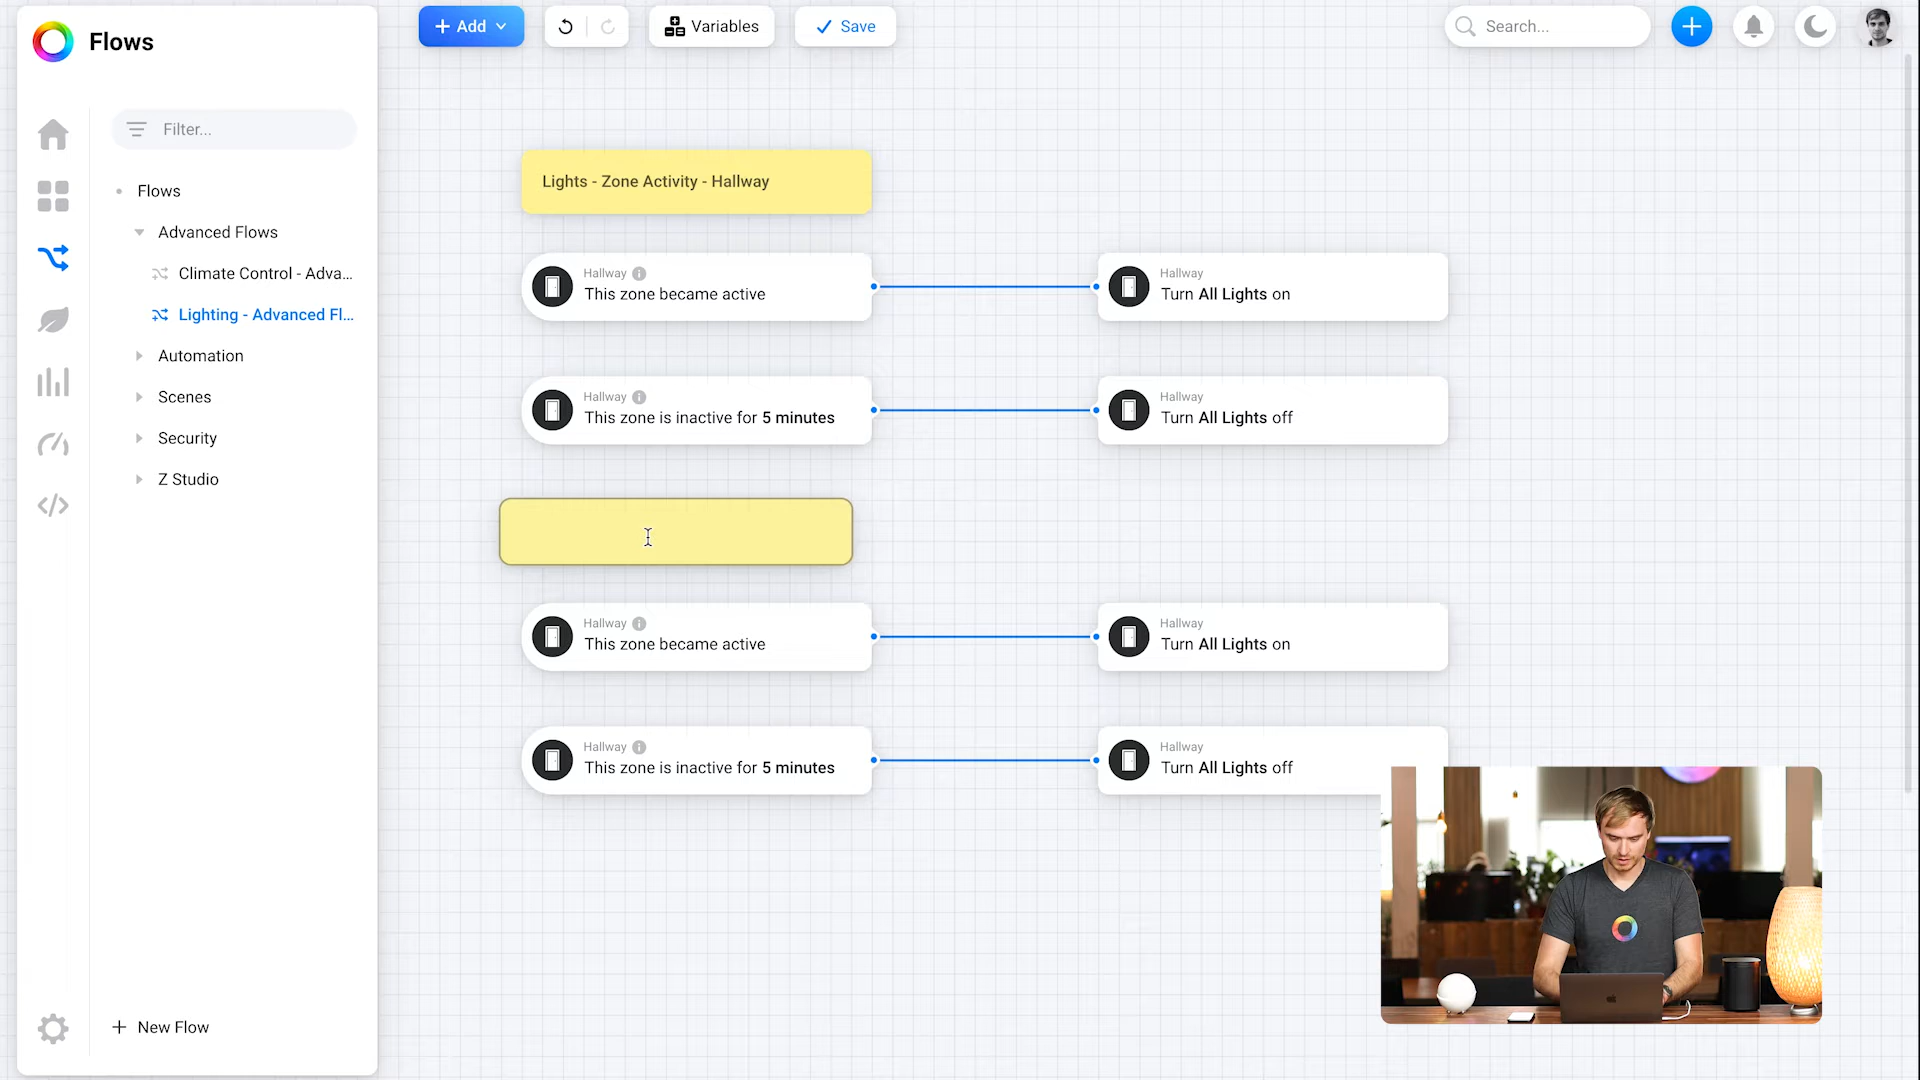 Flows
Add
Variables
Save
Search...
Filter...
Flows
Advanced Flows
Climate Control - Adva...
Lighting - Advanced Fl...
Automation
Scenes
Security
Z Studio
New Flow
Lights - Zone Activity - Hallway
Hallway
This zone became active
Hallway
Turn All Lights on
Hallway
This zone is inactive for 5 minutes
Hallway
Turn All Lights off
Hallway
This zone became active
Hallway
Turn All Lights on
Hallway
This zone is inactive for 5 minutes
Hallway
Turn All Lights off